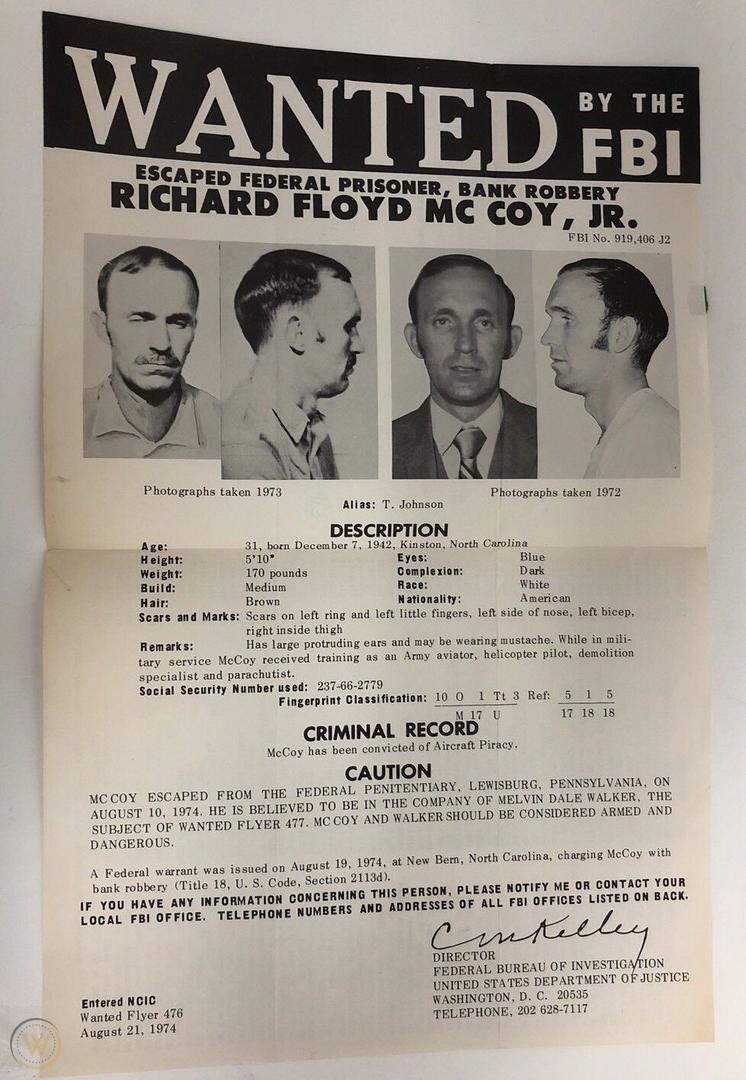 WANTED BY THE FBI
ESCAPED FEDERAL PRISONER, BANK ROBBERY
RICHARD FLOYD MC COY, JR.
FBI No. 919,406 J2
Photographs taken 1973
Photographs taken 1972
Alias: T. Johnson
DESCRIPTION
Age: 31, born December 7, 1942, Kinston, North Carolina
Height: 5'10" Eyes: Blue
Weight: 170 pounds Complexion: Dark
Build: Medium Race: White
Hair: Brown Nationality: American
Scars and Marks: Scars on left ring and left little fingers, left side of nose, left bicep,
right inside thigh
Remarks: Has large protruding ears and may be wearing mustache. While in mili-
tary service McCoy received training as an Army aviator, helicopter pilot, demolition
specialist and parachutist.
Social Security Number used: 237-66-2779
Fingerprint Classification: 10 O 1 Tt 3 Ref: 5 1 5
M 17 U 17 18 18
CRIMINAL RECORD
McCoy has been convicted of Aircraft Piracy.
CAUTION
MC COY ESCAPED FROM THE FEDERAL PENITENTIARY, LEWISBURG, PENNSYLVANIA, ON
AUGUST 10, 1974. HE IS BELIEVED TO BE IN THE COMPANY OF MELVIN DALE WALKER, THE
SUBJECT OF WANTED FLYER 477. MC COY AND WALKER SHOULD BE CONSIDERED ARMED AND
DANGEROUS.
A Federal warrant was issued on August 19, 1974, at New Bern, North Carolina, charging McCoy with
bank robbery (Title 18, U. S. Code, Section 2113d).
IF YOU HAVE ANY INFORMATION CONCERNING THIS PERSON, PLEASE NOTIFY ME OR CONTACT YOUR
LOCAL FBI OFFICE. TELEPHONE NUMBERS AND ADDRESSES OF ALL FBI OFFICES LISTED ON BACK.
CMKelley
DIRECTOR
FEDERAL BUREAU OF INVESTIGATION
UNITED STATES DEPARTMENT OF JUSTICE
WASHINGTON, D. C. 20535
TELEPHONE, 202 628-7117
Entered NCIC
Wanted Flyer 476
August 21, 1974
W